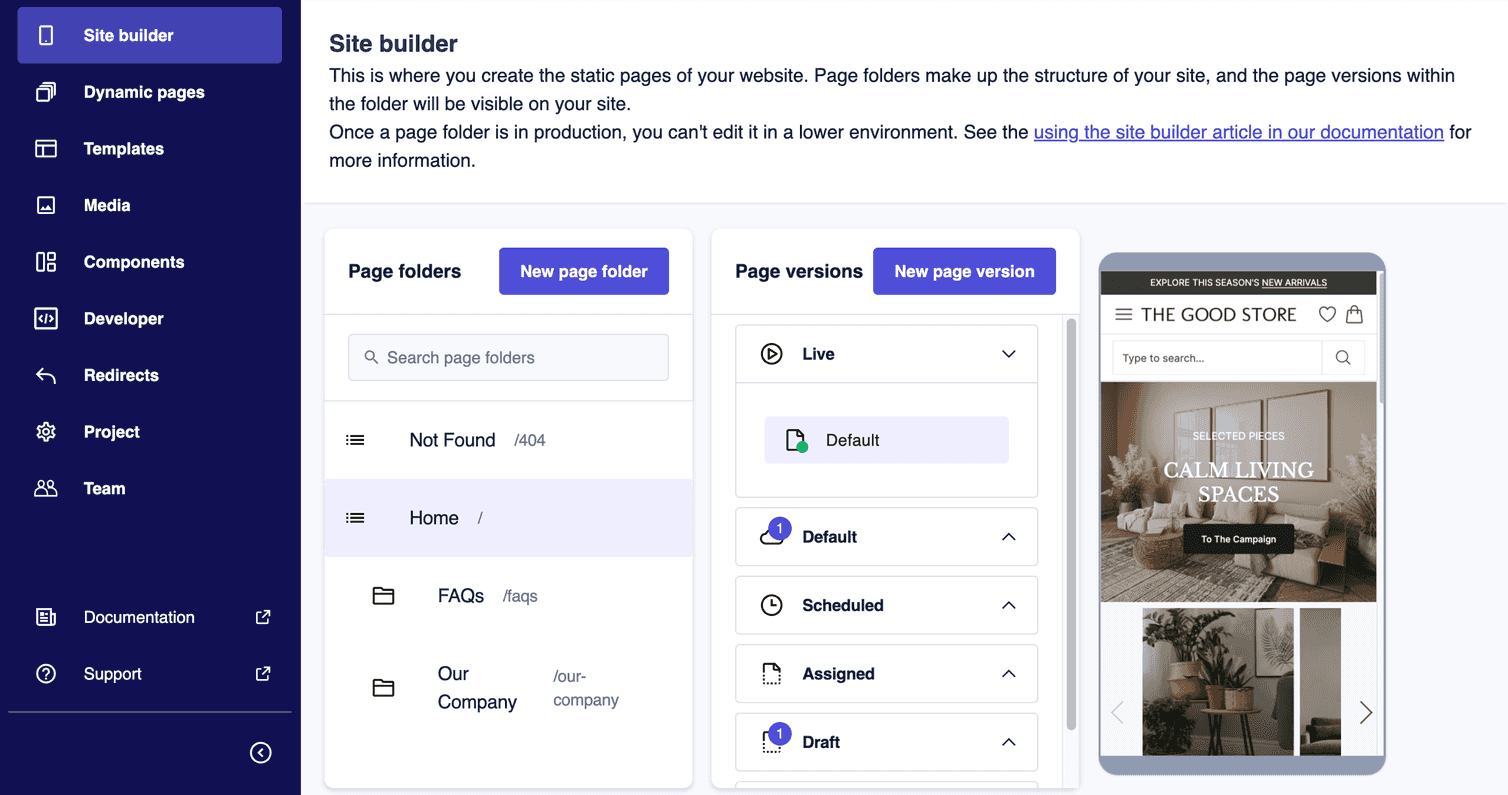 Site builder
Dynamic pages
Templates
Media
Components
Developer
Redirects
Project
Team
Documentation
Support
Site builder
This is where you create the static pages of your website. Page folders make up the structure of your site, and the page versions within
the folder will be visible on your site.
Once a page folder is in production, you can't edit it in a lower environment. See the using the site builder article in our documentation for
more information.
Page folders
New page folder
Search page folders
Not Found /404
Home /
FAQs /faqs
Our /our-
Company company
Page versions
New page version
Live
Default
1
Default
Scheduled
Assigned
1
Draft
EXPLORE THIS SEASON'S NEW ARRIVALS
THE GOOD STORE
Type to search...
SELECTED PIECES
CALM LIVING
SPACES
To The Campaign